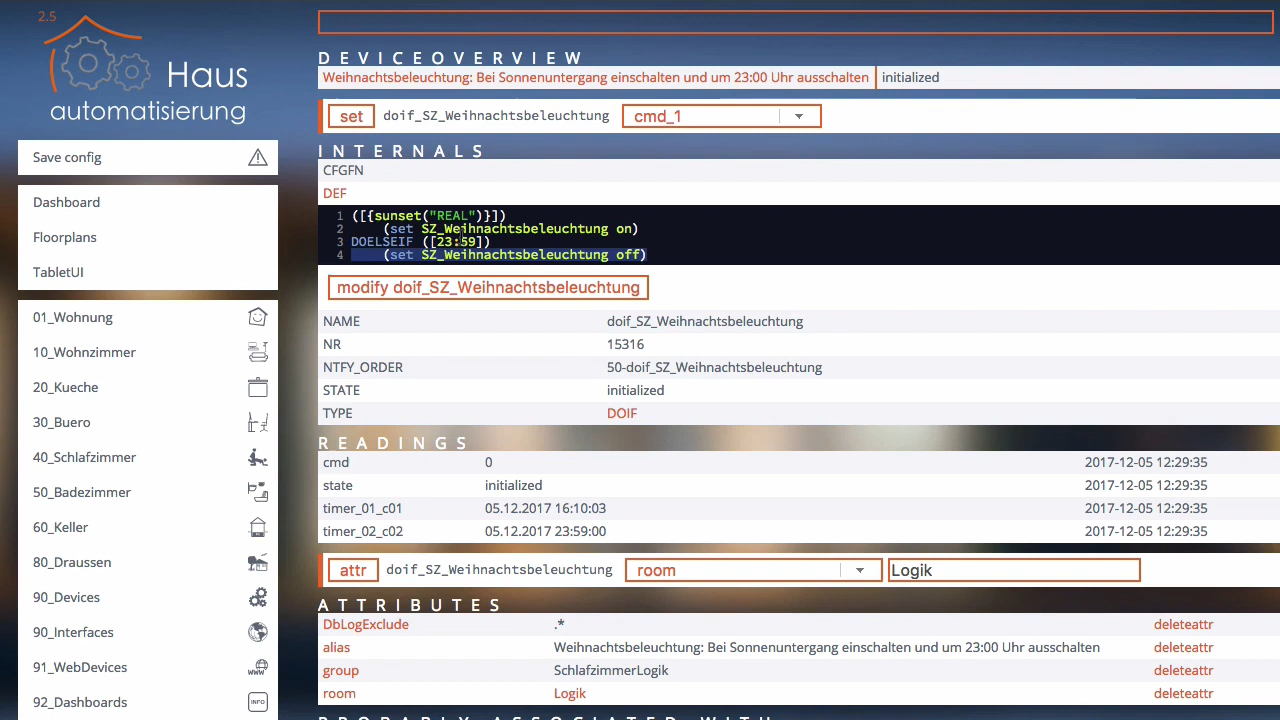 2.5
Haus
automatisierung
Save config
Dashboard
Floorplans
TabletUI
01_Wohnung
10_Wohnzimmer
20_Kueche
30_Buero
40_Schlafzimmer
50_Badezimmer
60_Keller
80_Draussen
90_Devices
90_Interfaces
91_WebDevices
WWW
92_Dashboards
INFO
DEVICEOVERVIEW
Weihnachtsbeleuchtung: Bei Sonnenuntergang einschalten und um 23:00 Uhr ausschalten initialized
set doif_SZ_Weihnachtsbeleuchtung cmd_1
INTERNALS
CFGFN
DEF
1 ([{sunset("REAL")}])
2 (set SZ_Weihnachtsbeleuchtung on)
3 DOELSEIF ([23:59])
4 (set SZ_Weihnachtsbeleuchtung off)
modify doif_SZ_Weihnachtsbeleuchtung
NAME doif_SZ_Weihnachtsbeleuchtung
NR 15316
NTFY_ORDER 50-doif_SZ_Weihnachtsbeleuchtung
STATE initialized
TYPE DOIF
READINGS
cmd 0 2017-12-05 12:29:35
state initialized 2017-12-05 12:29:35
timer_01_c01 05.12.2017 16:10:03 2017-12-05 12:29:35
timer_02_c02 05.12.2017 23:59:00 2017-12-05 12:29:35
attr doif_SZ_Weihnachtsbeleuchtung room Logik
ATTRIBUTES
DbLogExclude .* deleteattr
alias Weihnachtsbeleuchtung: Bei Sonnenuntergang einschalten und um 23:00 Uhr ausschalten deleteattr
group SchlafzimmerLogik deleteattr
room Logik deleteattr
PROBABLY ASSOCIATED WITH